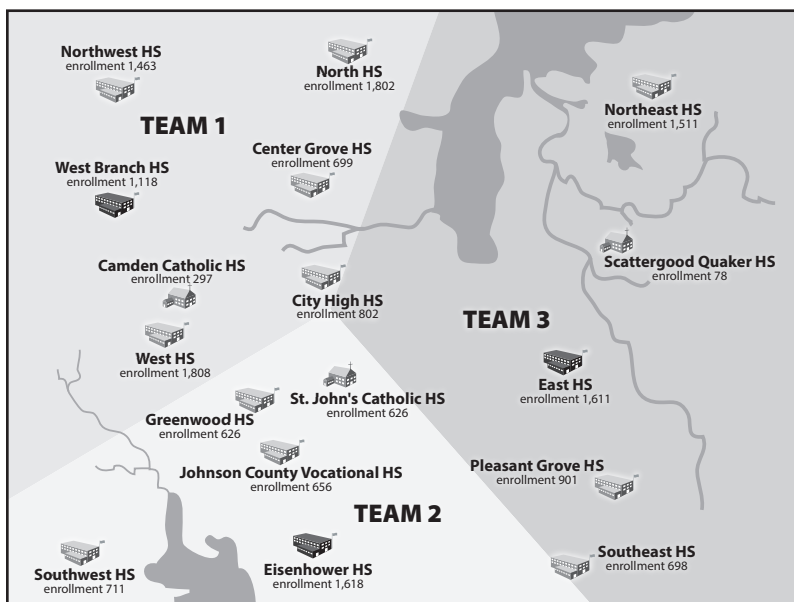 Northwest HS
enrollment 1,463
North HS
enrollment 1,802
Northeast HS
enrollment 1,511
TEAM 1
Center Grove HS
enrollment 699
West Branch HS
enrollment 1,118
Camden Catholic HS
enrollment 297
Scattergood Quaker HS
enrollment 78
City High HS
enrollment 802
TEAM 3
West HS
enrollment 1,808
East HS
enrollment 1,611
St. John's Catholic HS
enrollment 626
Greenwood HS
enrollment 626
Johnson County Vocational HS
enrollment 656
Pleasant Grove HS
enrollment 901
TEAM 2
Southwest HS
enrollment 711
Eisenhower HS
enrollment 1,618
Southeast HS
enrollment 698